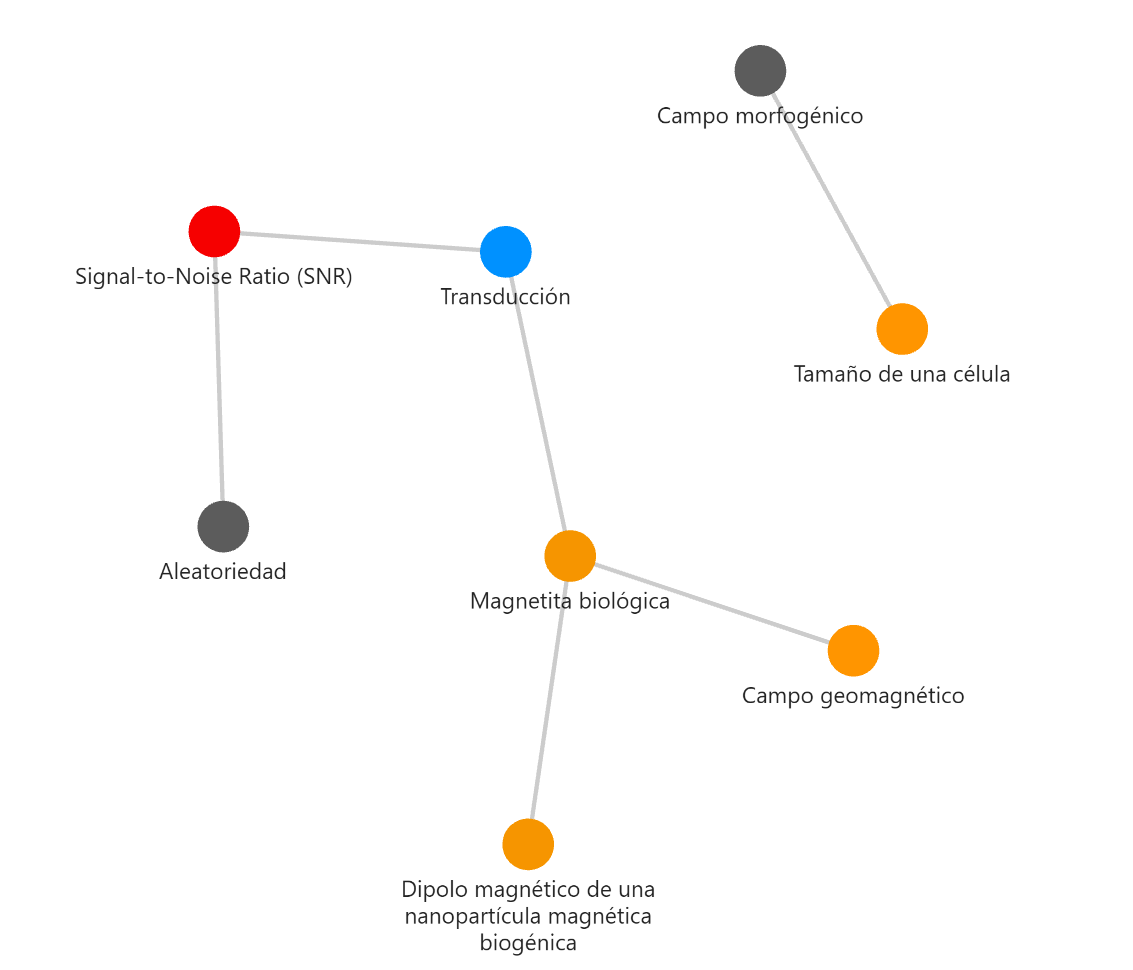 Campo morfogénico
Signal-to-Noise Ratio (SNR)
Transducción
Tamaño de una célula
Aleatoriedad
Magnetita biológica
Campo geomagnético
Dipolo magnético de una
nanopartícula magnética
biogénica